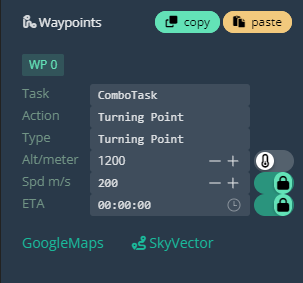 Waypoints copy paste
WP 0
Task ComboTask
Action Turning Point
Type Turning Point
Alt/meter 1200
Spd m/s 200
ETA 00:00:00
GoogleMaps SkyVector